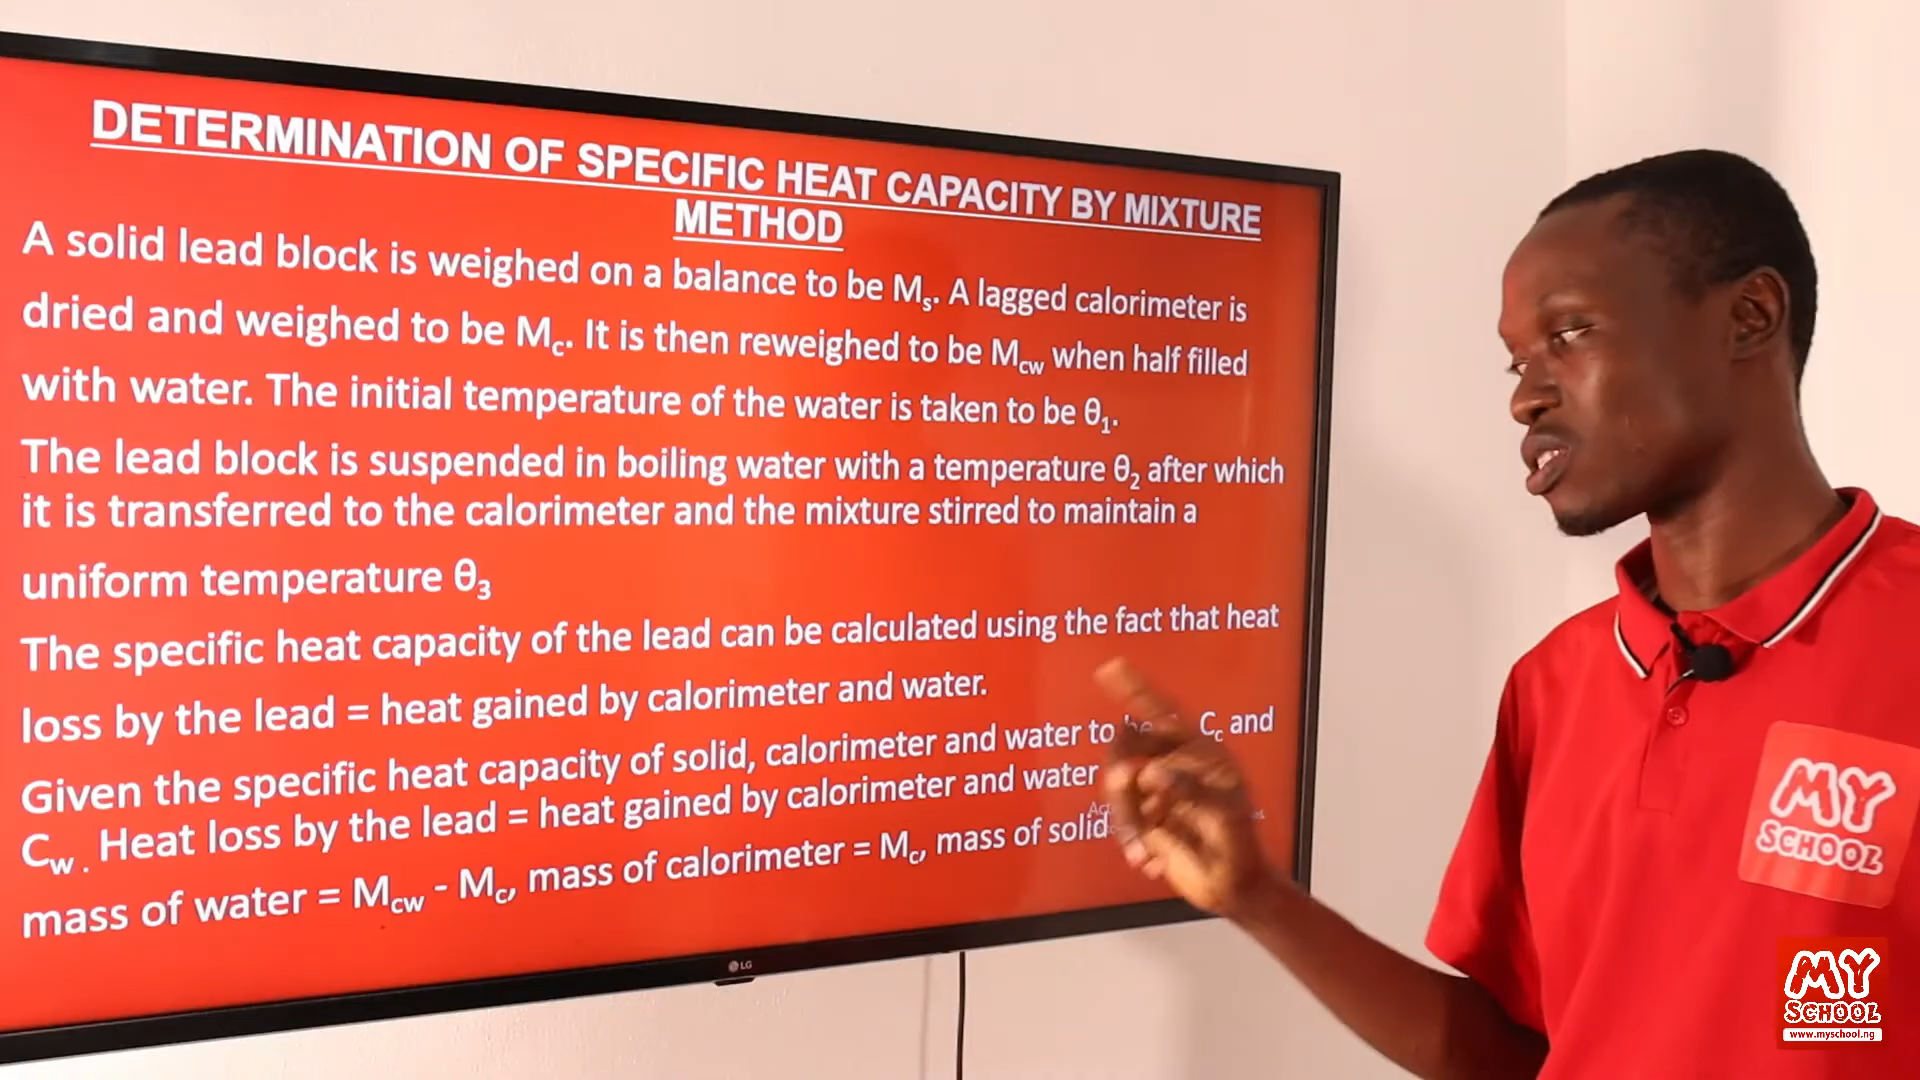 DETERMINATION OF SPECIFIC HEAT CAPACITY BY MIXTURE
METHOD
A solid lead block is weighed on a balance to be Ms. A lagged calorimeter is
dried and weighed to be Mc. It is then reweighed to be Mcw when half filled
with water. The initial temperature of the water is taken to be θ1.
The lead block is suspended in boiling water with a temperature θ2 after which
it is transferred to the calorimeter and the mixture stirred to maintain a
uniform temperature θ3
The specific heat capacity of the lead can be calculated using the fact that heat
loss by the lead = heat gained by calorimeter and water.
Given the specific heat capacity of solid, calorimeter and water to be Cc and
Cw . Heat loss by the lead = heat gained by calorimeter and water
mass of water = Mcw - Mc, mass of calorimeter = Mc, mass of solid
LG
MY
SCHOOL
MY
SCHOOL
www.myschool.ng